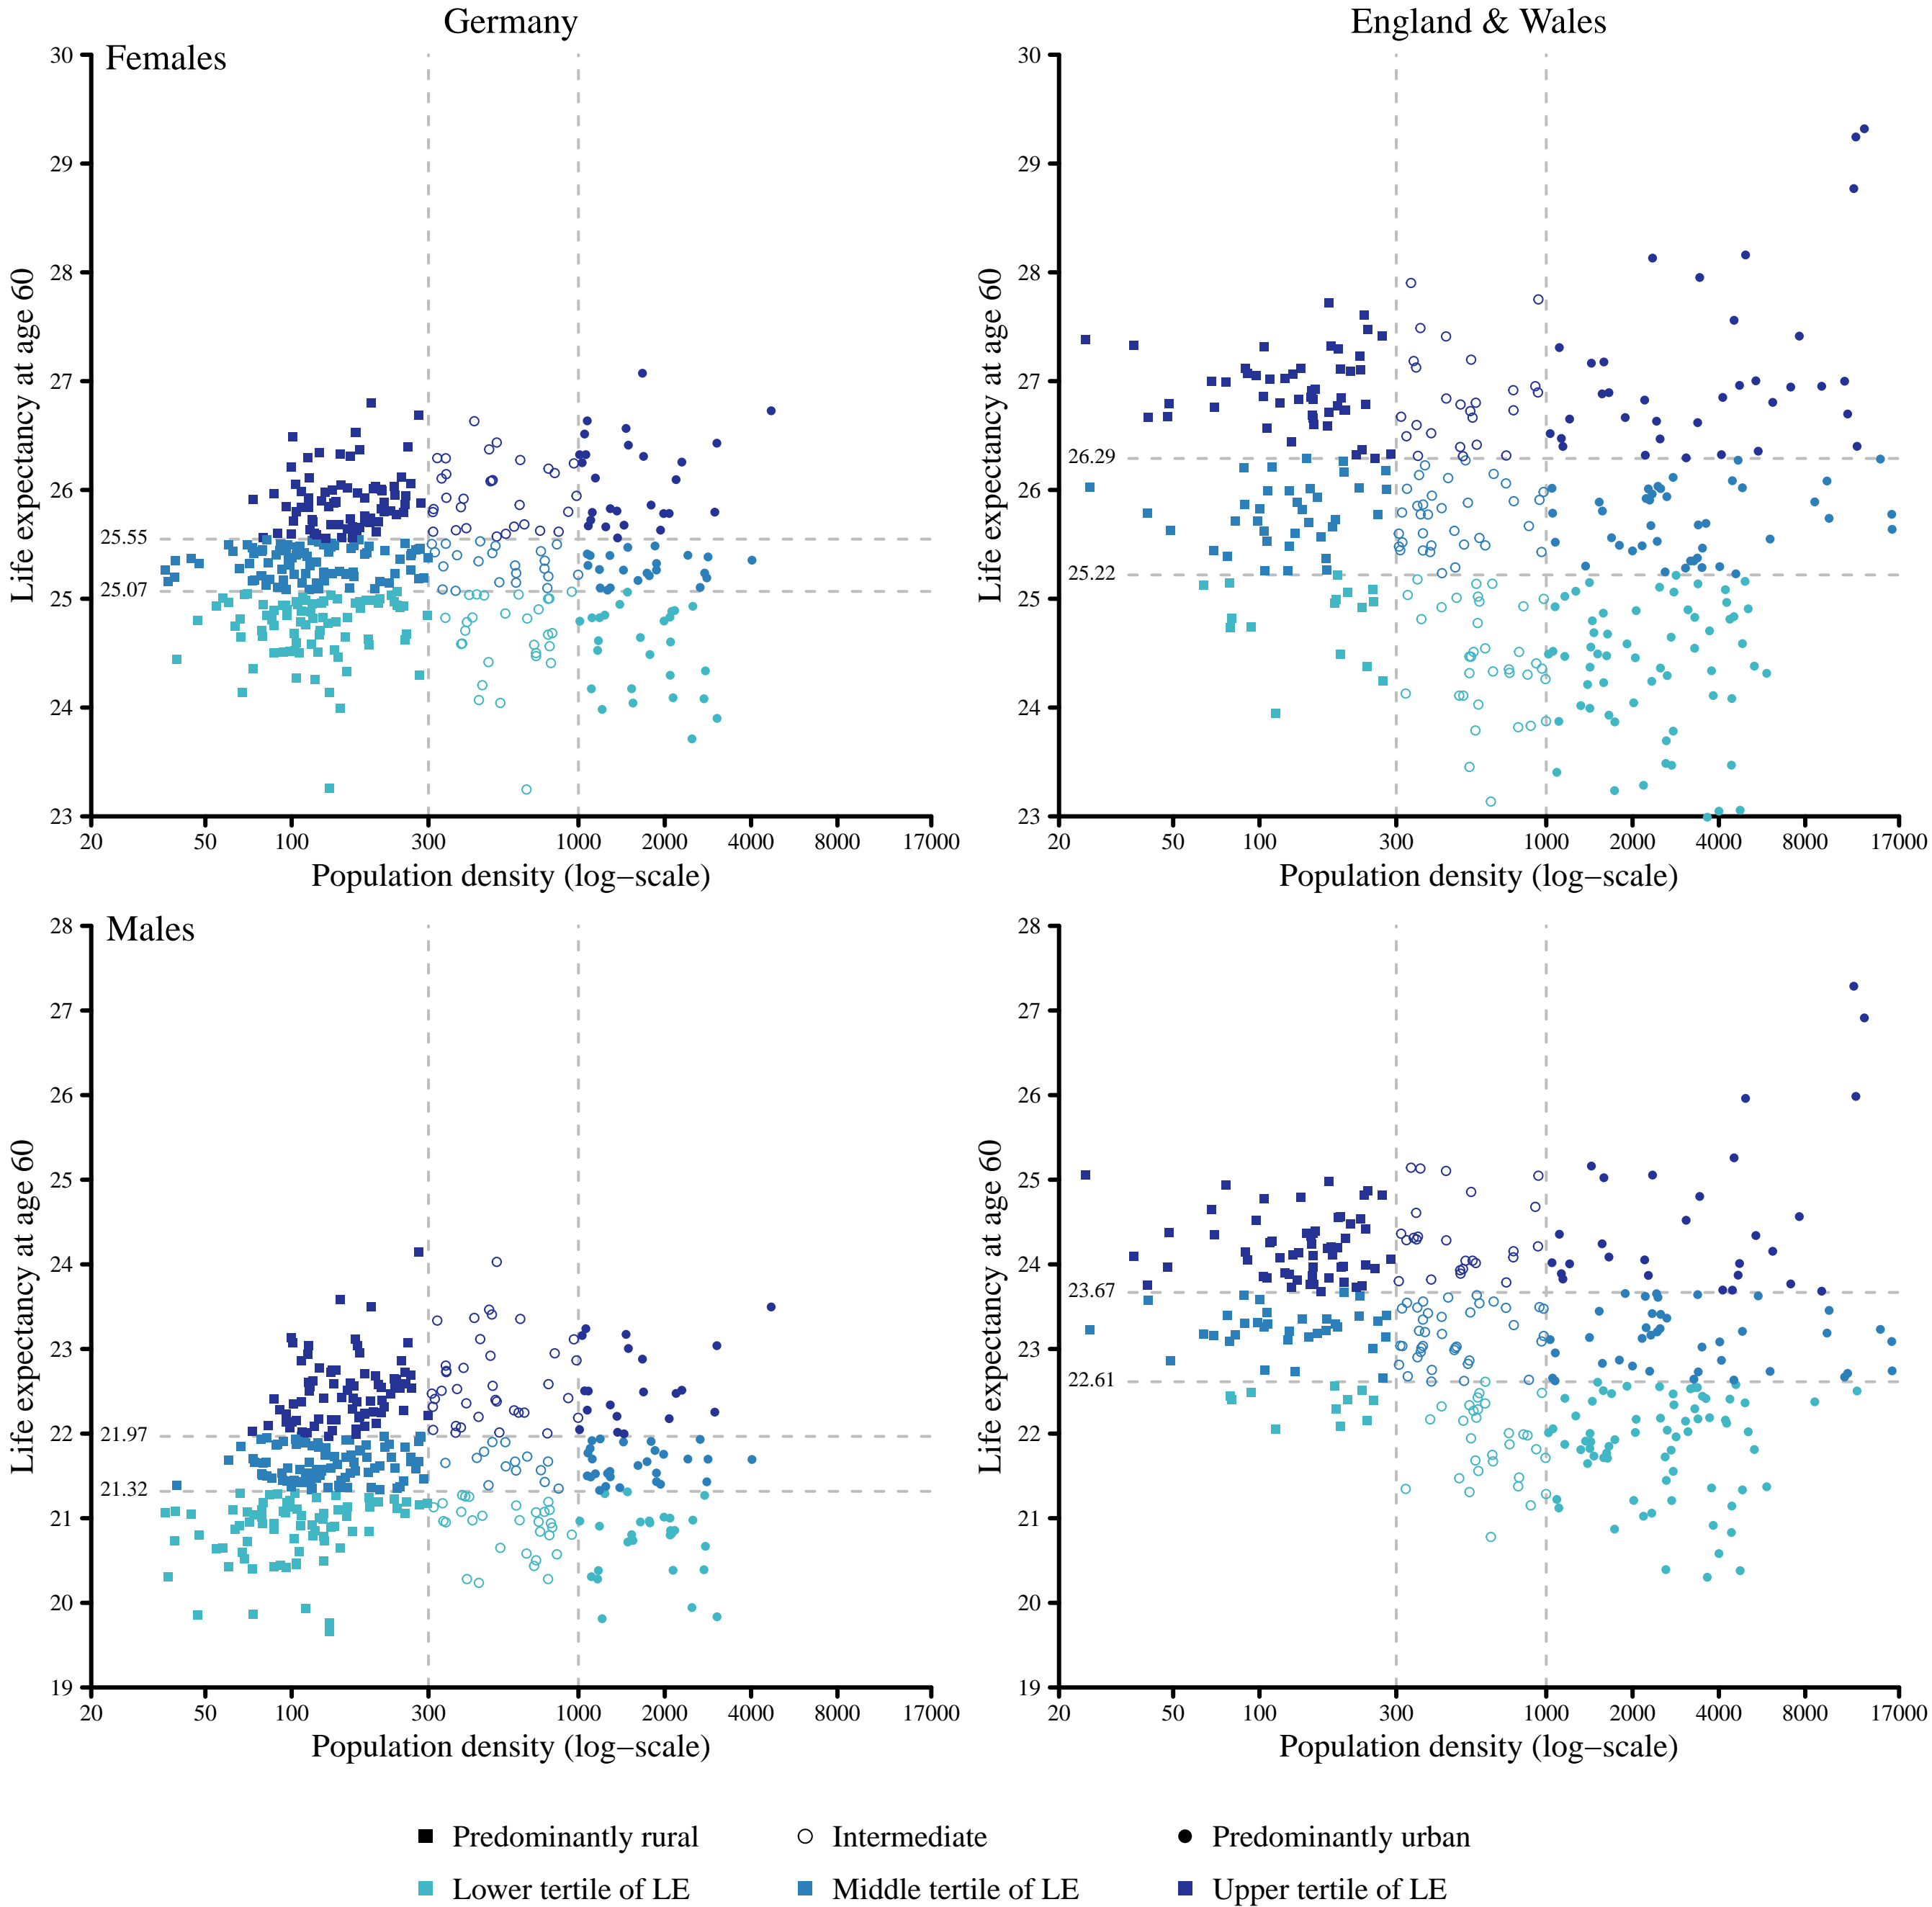 Germany
England & Wales
Females
Life expectancy at age 60
30
29
28
27
26
25
24
23
25.55
25.07
20 50 100 300 1000 2000 4000 8000 17000
Population density (log−scale)
Life expectancy at age 60
30
29
28
27
26
25
24
23
26.29
25.22
20 50 100 300 1000 2000 4000 8000 17000
Population density (log−scale)
Males
Life expectancy at age 60
28
27
26
25
24
23
22
21
20
19
21.97
21.32
20 50 100 300 1000 2000 4000 8000 17000
Population density (log−scale)
Life expectancy at age 60
28
27
26
25
24
23
22
21
20
19
23.67
22.61
20 50 100 300 1000 2000 4000 8000 17000
Population density (log−scale)
Predominantly rural Intermediate Predominantly urban
Lower tertile of LE Middle tertile of LE Upper tertile of LE